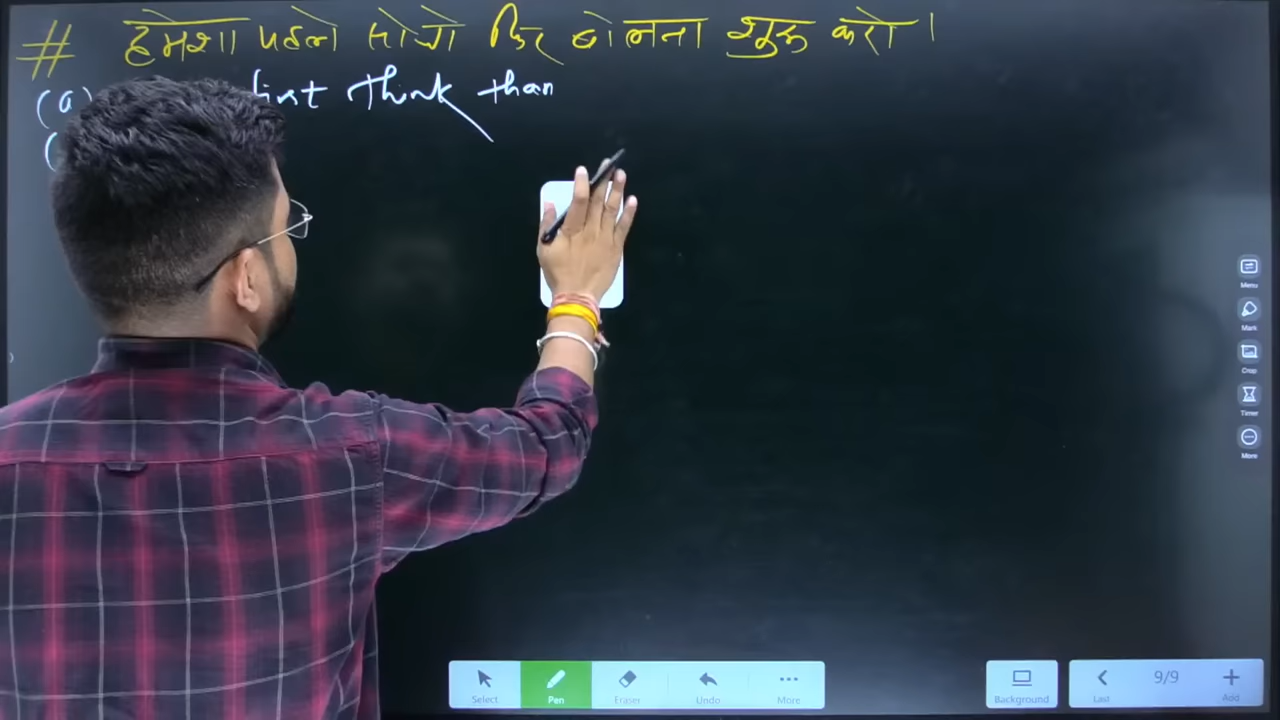 # हमेशा पहले सोचो फिर बोलना शुरू करो।
(a) first think than
(
Menu
Mark
Crop
Timer
More
Select
Pen
Eraser
Undo
More
Background
Last
9/9
Add